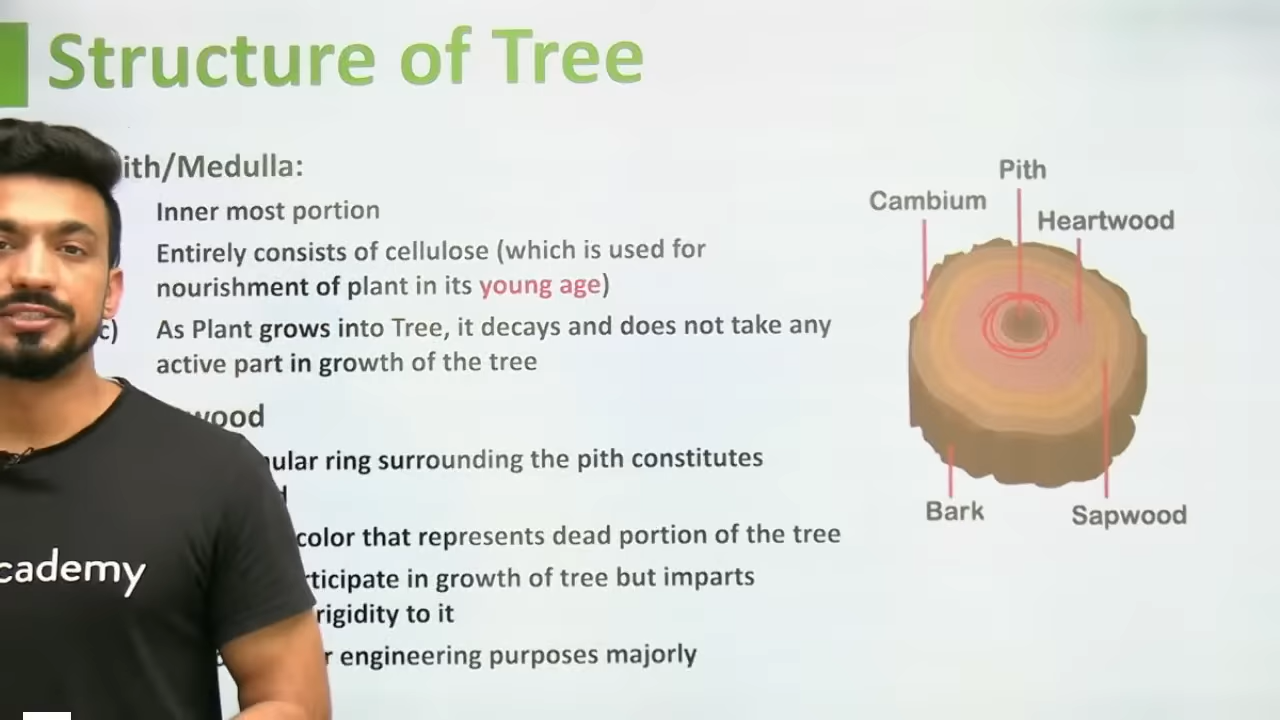 Structure of Tree
ith/Medulla:
Inner most portion
Entirely consists of cellulose (which is used for
nourishment of plant in its young age)
c) As Plant grows into Tree, it decays and does not take any
active part in growth of the tree
wood
ular ring surrounding the pith constitutes
color that represents dead portion of the tree
rticipate in growth of tree but imparts
rigidity to it
r engineering purposes majorly
Pith
Cambium
Heartwood
Bark
Sapwood
cademy